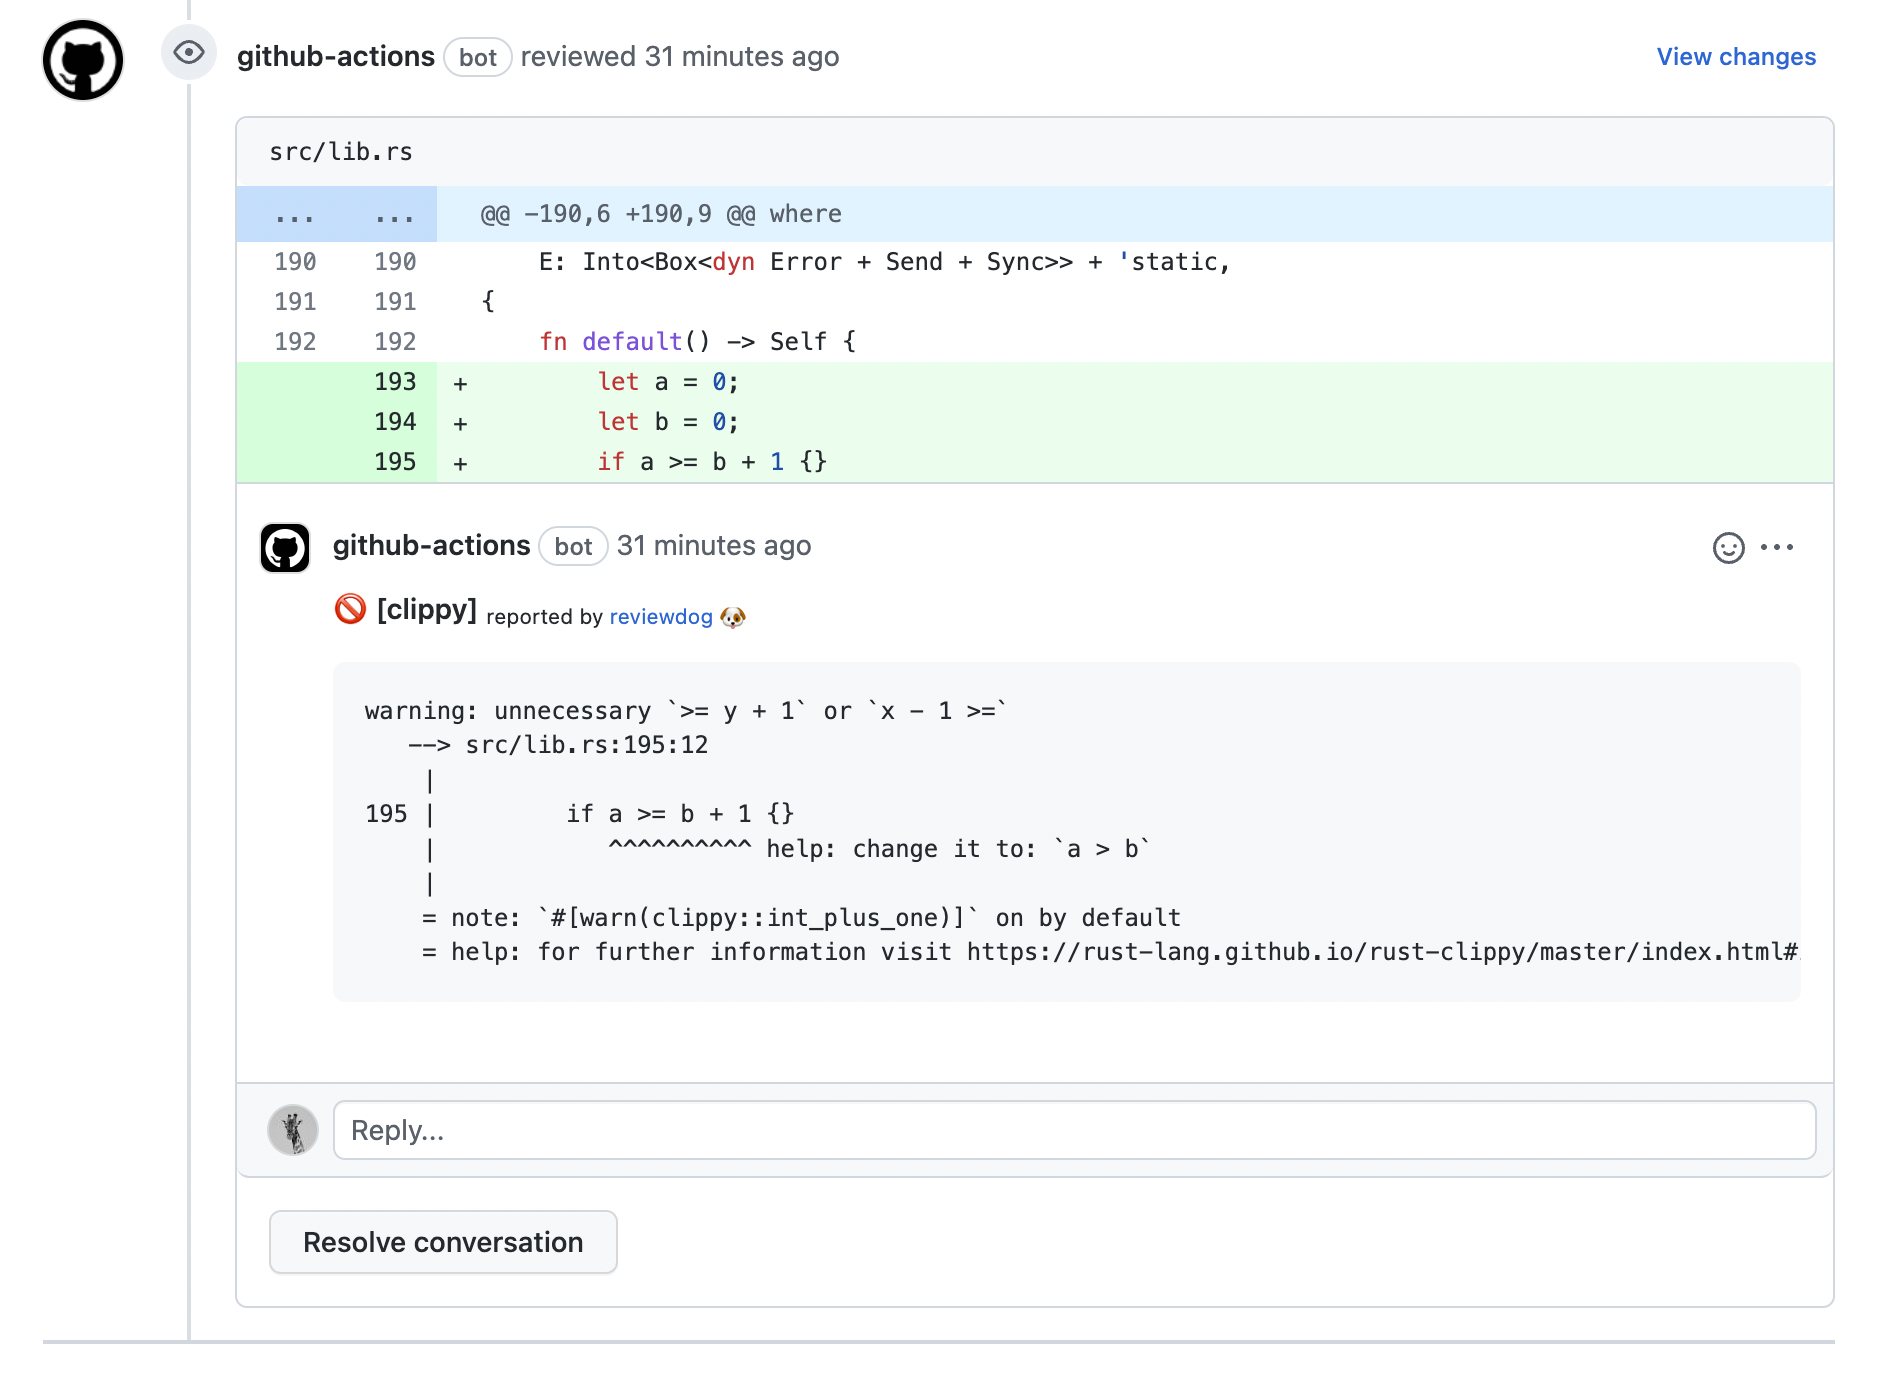 github-actions bot reviewed 31 minutes ago View changes
src/lib.rs
... ... @@ -190,6 +190,9 @@ where
190 190 E: Into<Box<dyn Error + Send + Sync>> + 'static,
191 191 {
192 192 fn default() -> Self {
193 + let a = 0;
194 + let b = 0;
195 + if a >= b + 1 {}
github-actions bot 31 minutes ago
🚫 [clippy] reported by reviewdog 🐶
warning: unnecessary `>= y + 1` or `x - 1 >=`
   --> src/lib.rs:195:12
    |
195 |         if a >= b + 1 {}
    |            ^^^^^^^^^^ help: change it to: `a > b`
    |
    = note: `#[warn(clippy::int_plus_one)]` on by default
    = help: for further information visit https://rust-lang.github.io/rust-clippy/master/index.html#
Reply...
Resolve conversation